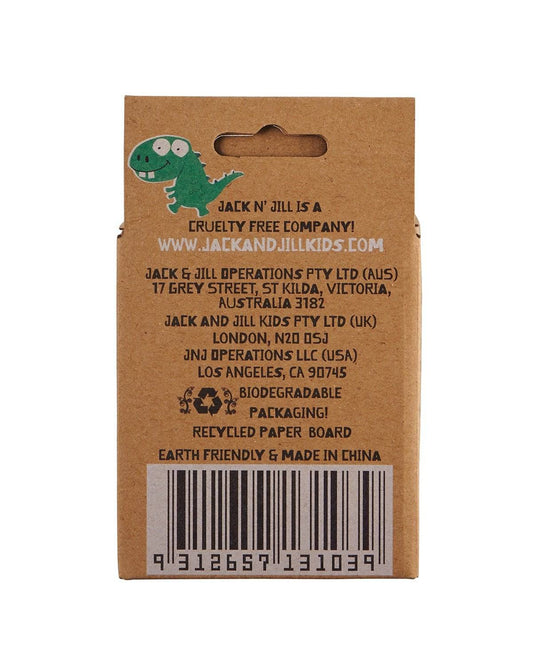 JACK N' JILL IS A
CRUELTY FREE COMPANY!
WWW.JACKANDJILLKIDS.COM
JACK & JILL OPERATIONS PTY LTD (AUS)
17 GREY STREET, ST KILDA, VICTORIA,
AUSTRALIA 3182
JACK AND JILL KIDS PTY LTD (UK)
LONDON, N20 0SJ
JNJ OPERATIONS LLC (USA)
LOS ANGELES, CA 90745
BIODEGRADABLE
PACKAGING!
RECYCLED PAPER BOARD
EARTH FRIENDLY & MADE IN CHINA
9 312657 131039